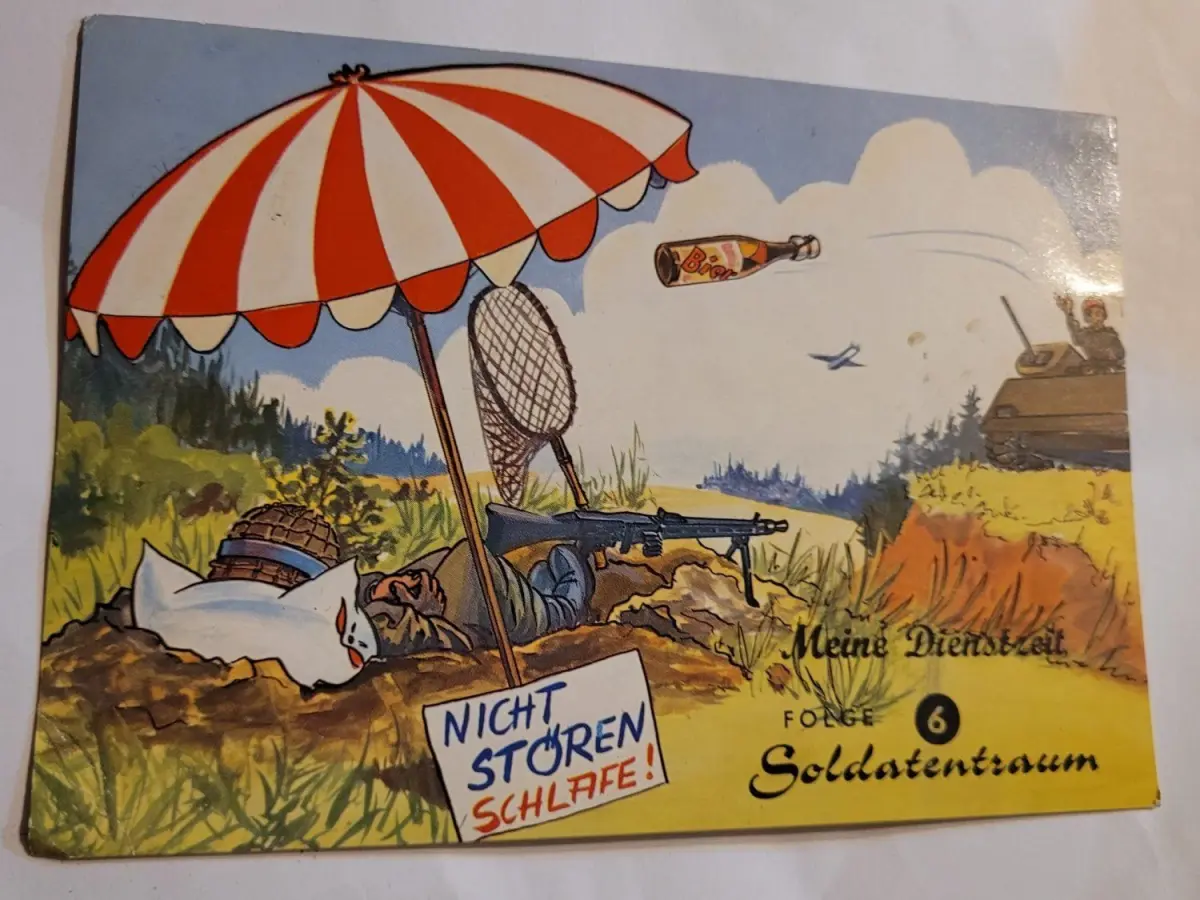 Bier
Meine Dienstzeit
FOLGE 6
Soldatentraum
NICHT
STÖREN
SCHLAFE!